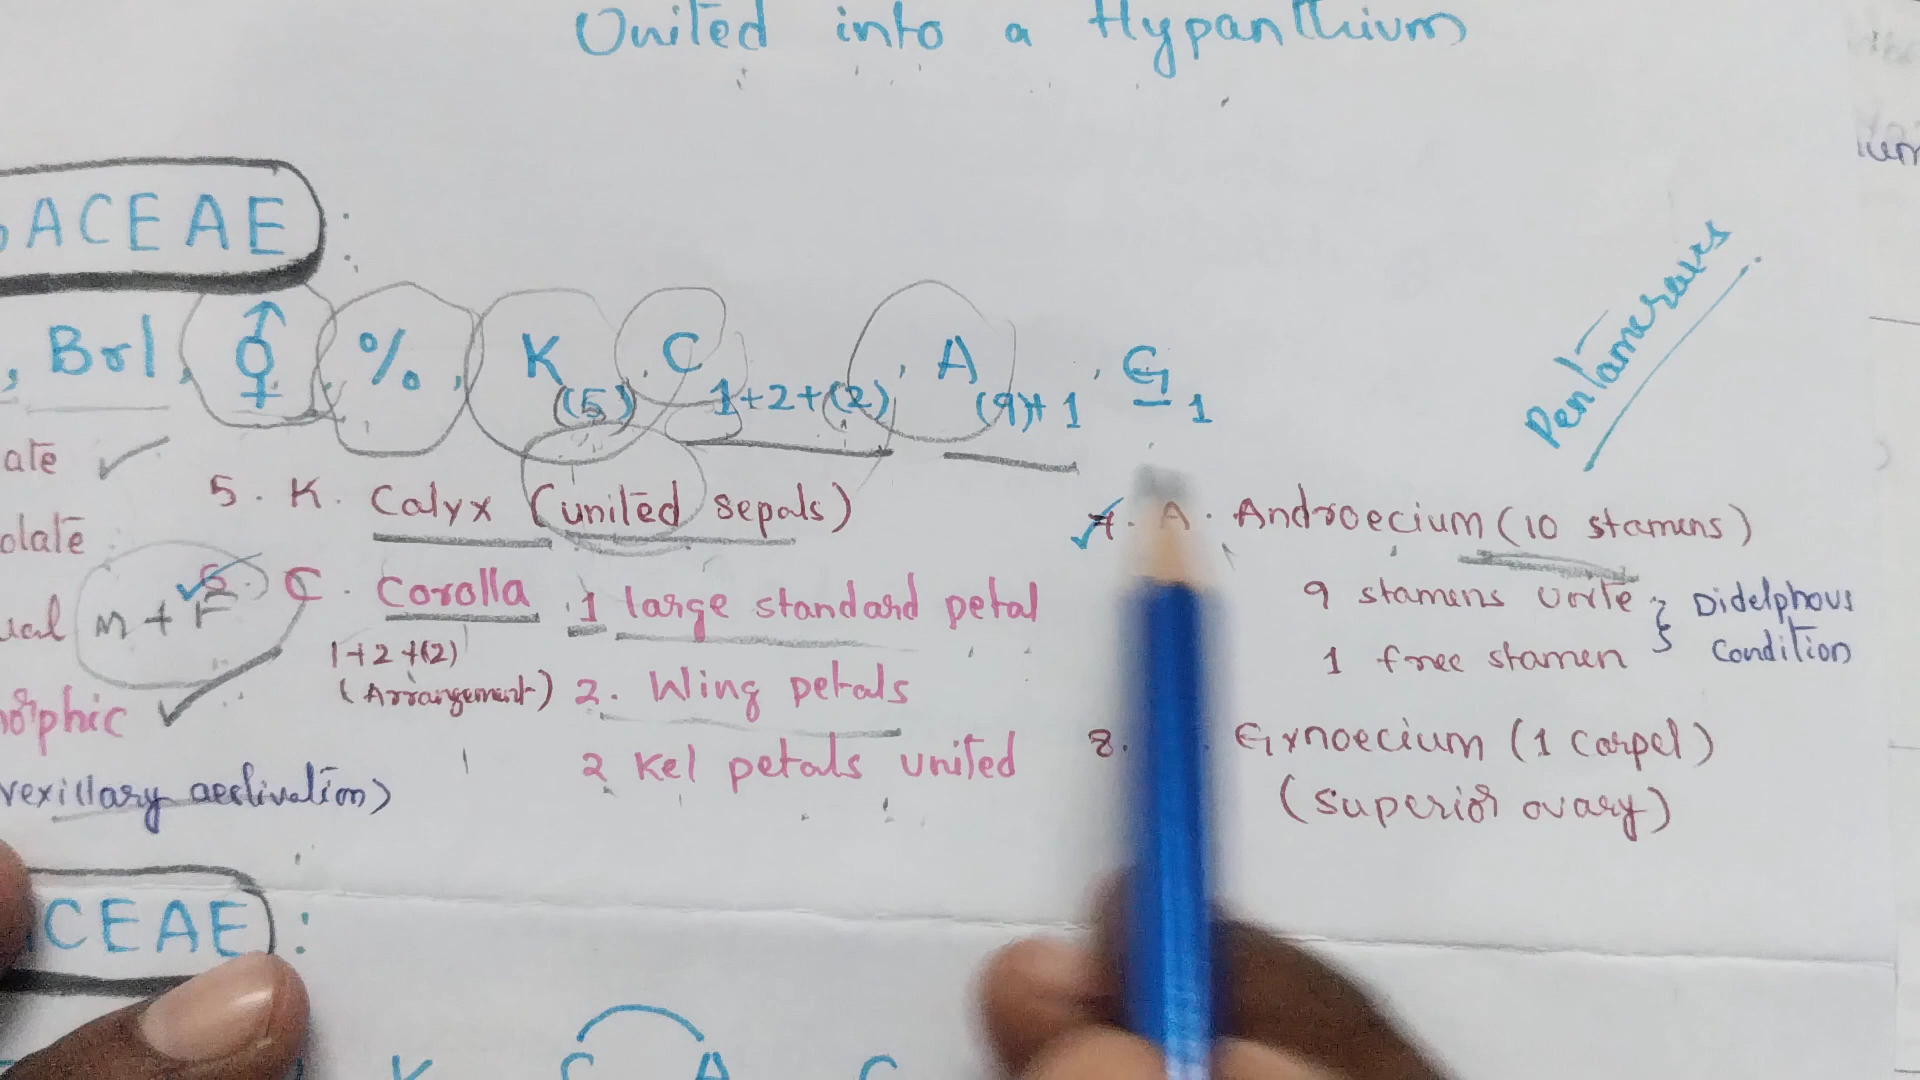 United into a Hypanthium
ACEAE :
, Brl, ⚥, %, K(5), C1+2+(2), A(9)+1, G1
Pentamerous
ate ✓
5. K. Calyx (united sepals)
olate
ual m + F
C. Corolla 1 large standard petal
1+2+(2)
(Arrangement) 2. Wing petals
orphic ✓
2 Kel petals united
vexillary aestivation)
7. A. Androecium (10 stamens)
9 stamens unite } Didelphous
1 free stamen } Condition
8. Gynoecium (1 Carpel)
(superior ovary)
CEAE :
K C A G